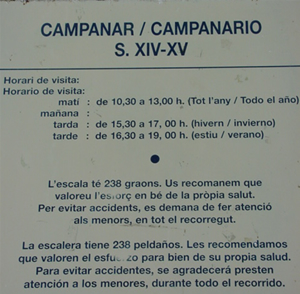 CAMPANAR / CAMPANARIO
S. XIV-XV
Horari de visita:
Horario de visita:
matí : de 10,30 a 13,00 h. (Tot l'any / Todo el año)
mañana :
tarda : de 15,30 a 17,00 h. (hivern / invierno)
tarde : de 16,30 a 19,00 h. (estiu / verano)
L'escala té 238 graons. Us recomanem que
valoreu l'esforç en bé de la pròpia salut.
Per evitar accidents, es demana de fer atenció
als menors, en tot el recorregut.
La escalera tiene 238 peldaños. Les recomendamos
que valoren el esfuerzo para bien de su propia salud.
Para evitar accidentes, se agradecerá presten
atención a los menores, durante todo el recorrido.